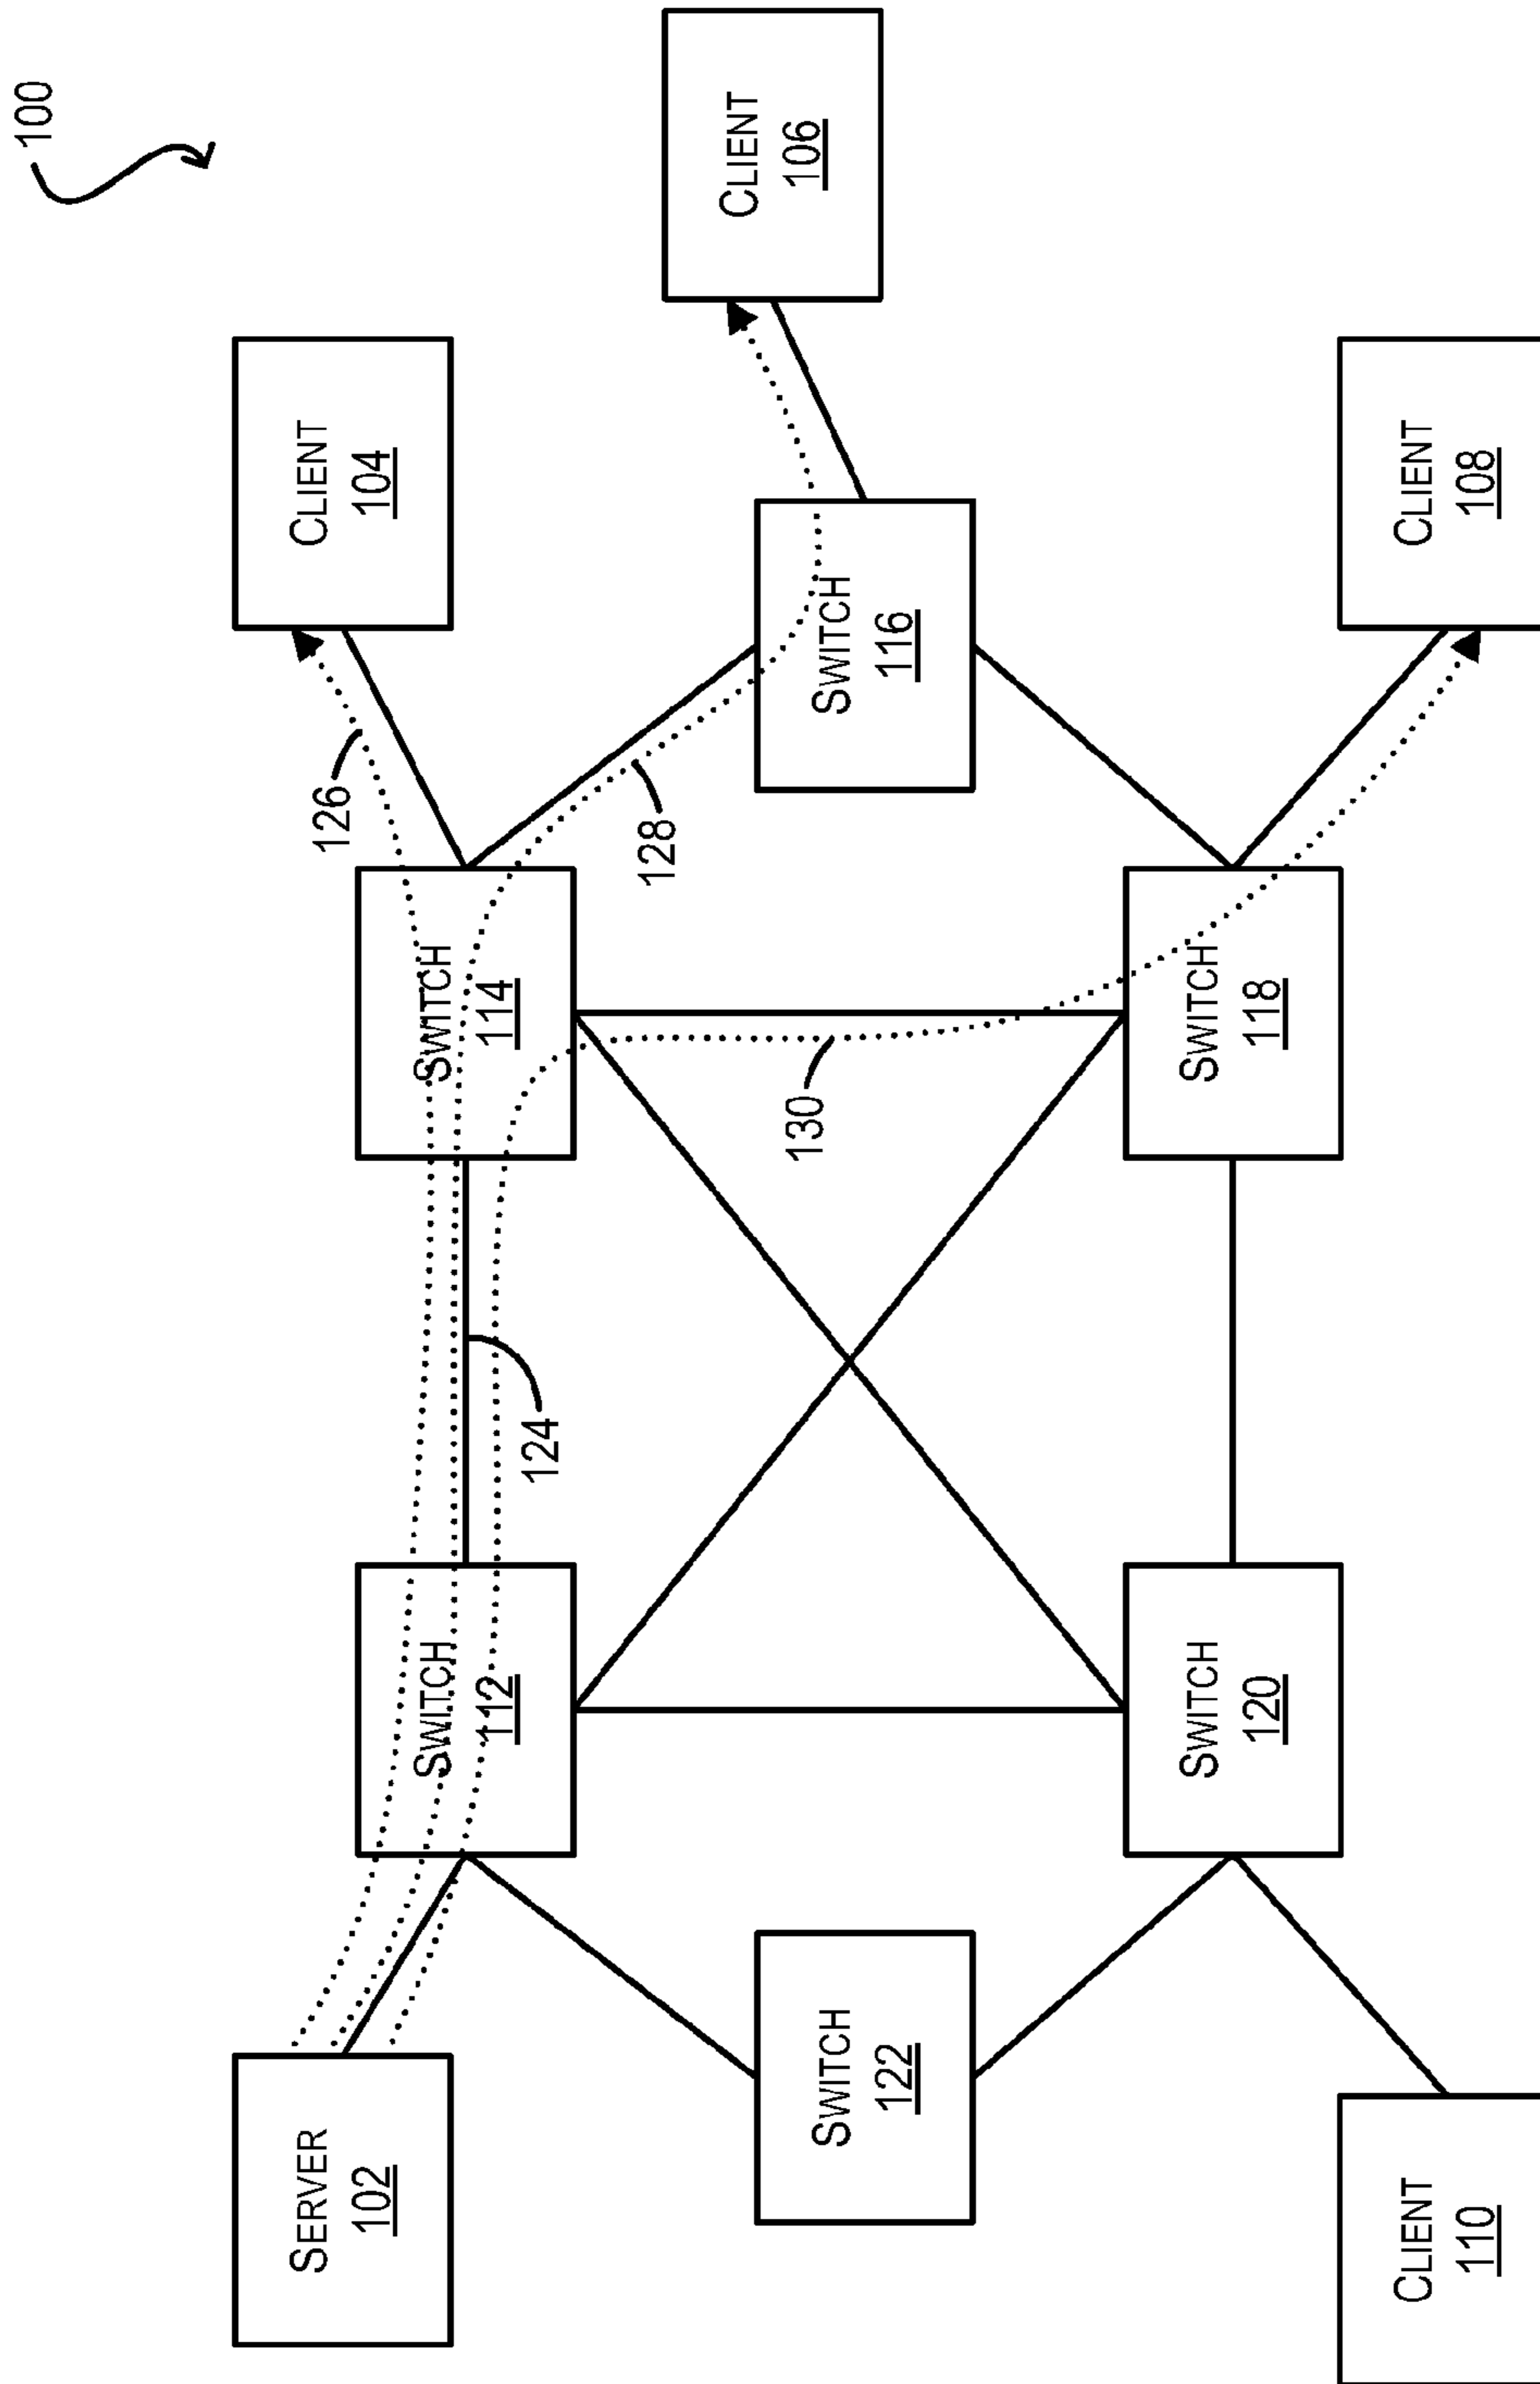 100
SERVER
102
CLIENT
104
126
SWITCH
112
SWITCH
114
124
128
SWITCH
122
130
SWITCH
116
CLIENT
106
SWITCH
120
SWITCH
118
CLIENT
110
CLIENT
108